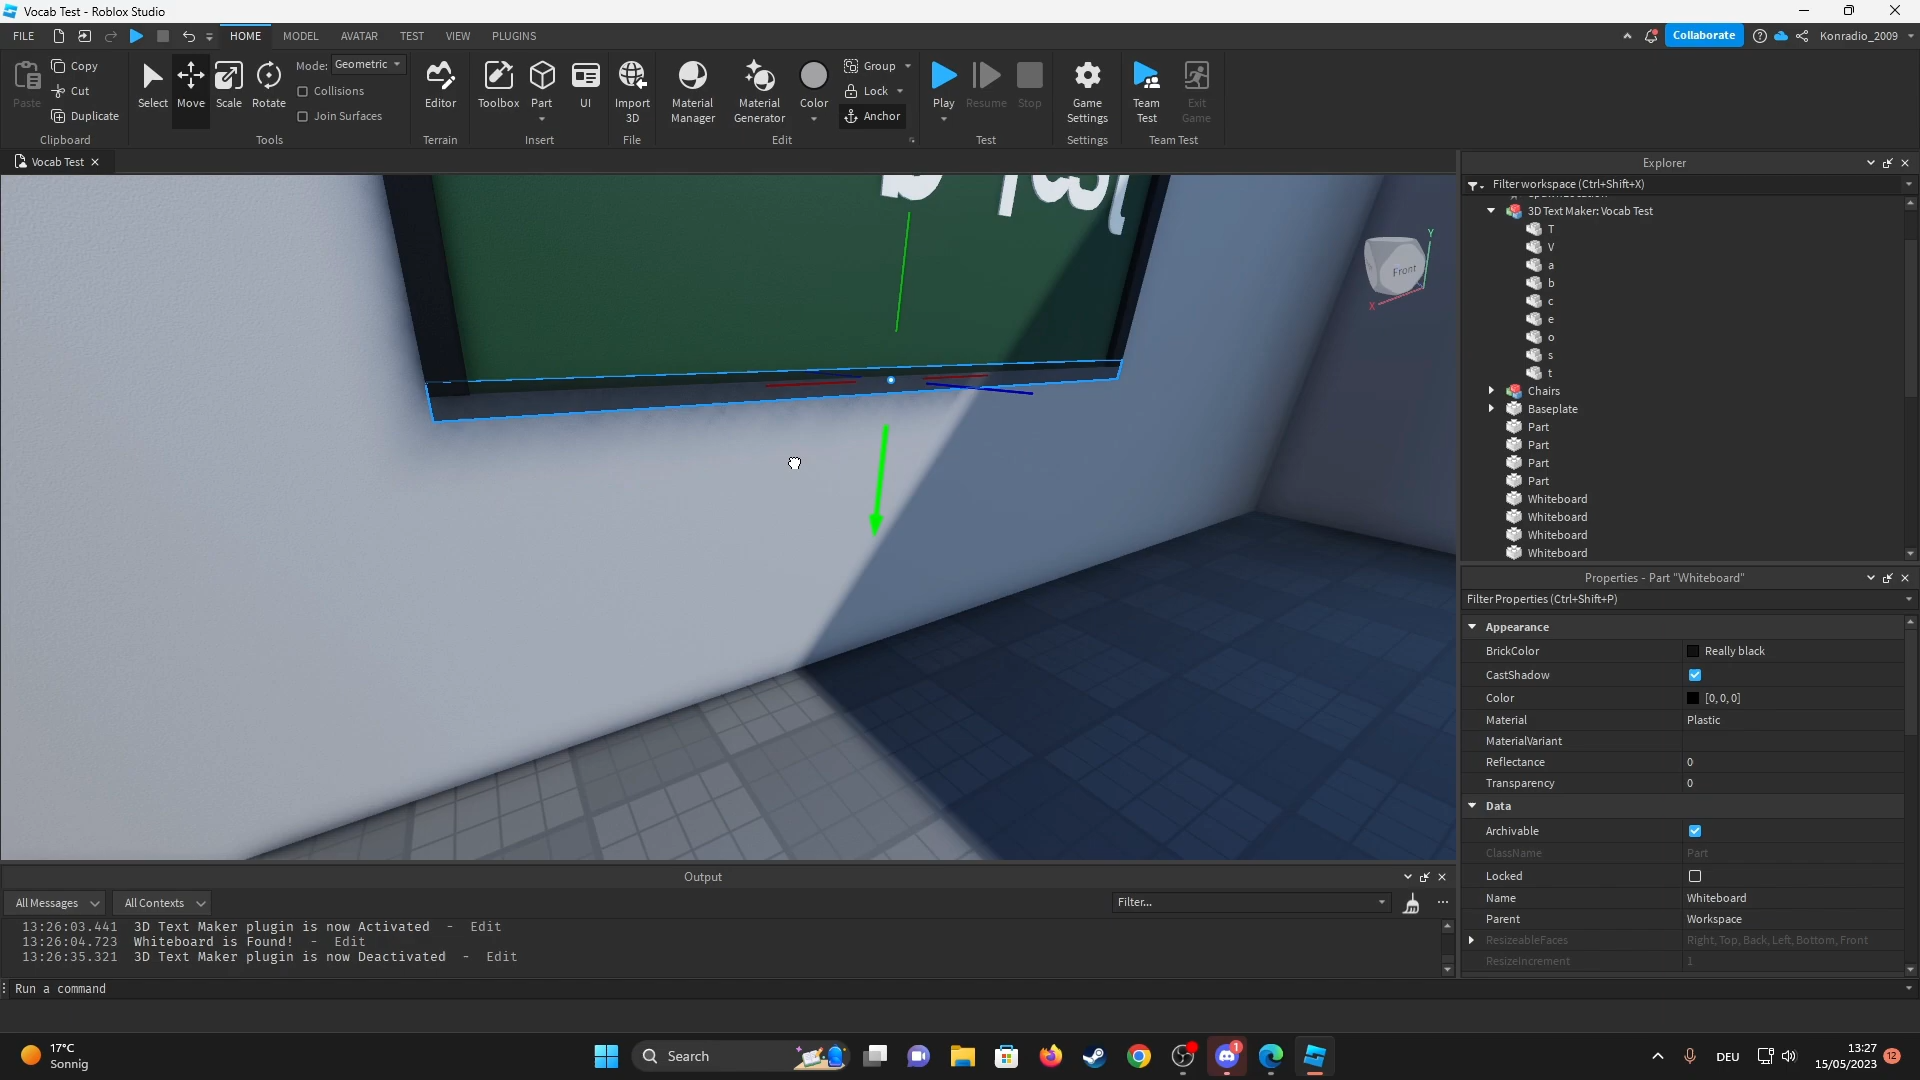 Vocab Test - Roblox Studio
FILE HOME MODEL AVATAR TEST VIEW PLUGINS Collaborate Konradio_2009
Paste Copy Cut Duplicate Clipboard
Select Move Scale Rotate Mode: Geometric Collisions Join Surfaces Tools
Editor Terrain
Toolbox Part UI Insert
Import 3D File
Material Manager Material Generator Color Group Lock Anchor Edit
Play Resume Stop Test
Game Settings Settings
Team Test Exit Game Team Test
Vocab Test
b Test
Front
Y
X
Explorer
Filter workspace (Ctrl+Shift+X)
3D Text Maker: Vocab Test
T
V
a
b
c
e
o
s
t
Chairs
Baseplate
Part
Part
Part
Part
Whiteboard
Whiteboard
Whiteboard
Whiteboard
Properties - Part "Whiteboard"
Filter Properties (Ctrl+Shift+P)
Appearance
BrickColor Really black
CastShadow
Color [0, 0, 0]
Material Plastic
MaterialVariant
Reflectance 0
Transparency 0
Data
Archivable
ClassName Part
Locked
Name Whiteboard
Parent Workspace
ResizeableFaces Right, Top, Back, Left, Bottom, Front
ResizeIncrement 1
Output
All Messages All Contexts Filter...
13:26:03.441 3D Text Maker plugin is now Activated - Edit
13:26:04.723 Whiteboard is Found! - Edit
13:26:35.321 3D Text Maker plugin is now Deactivated - Edit
Run a command
17°C
Sonnig
Search
1
DEU
13:27
15/05/2023
12